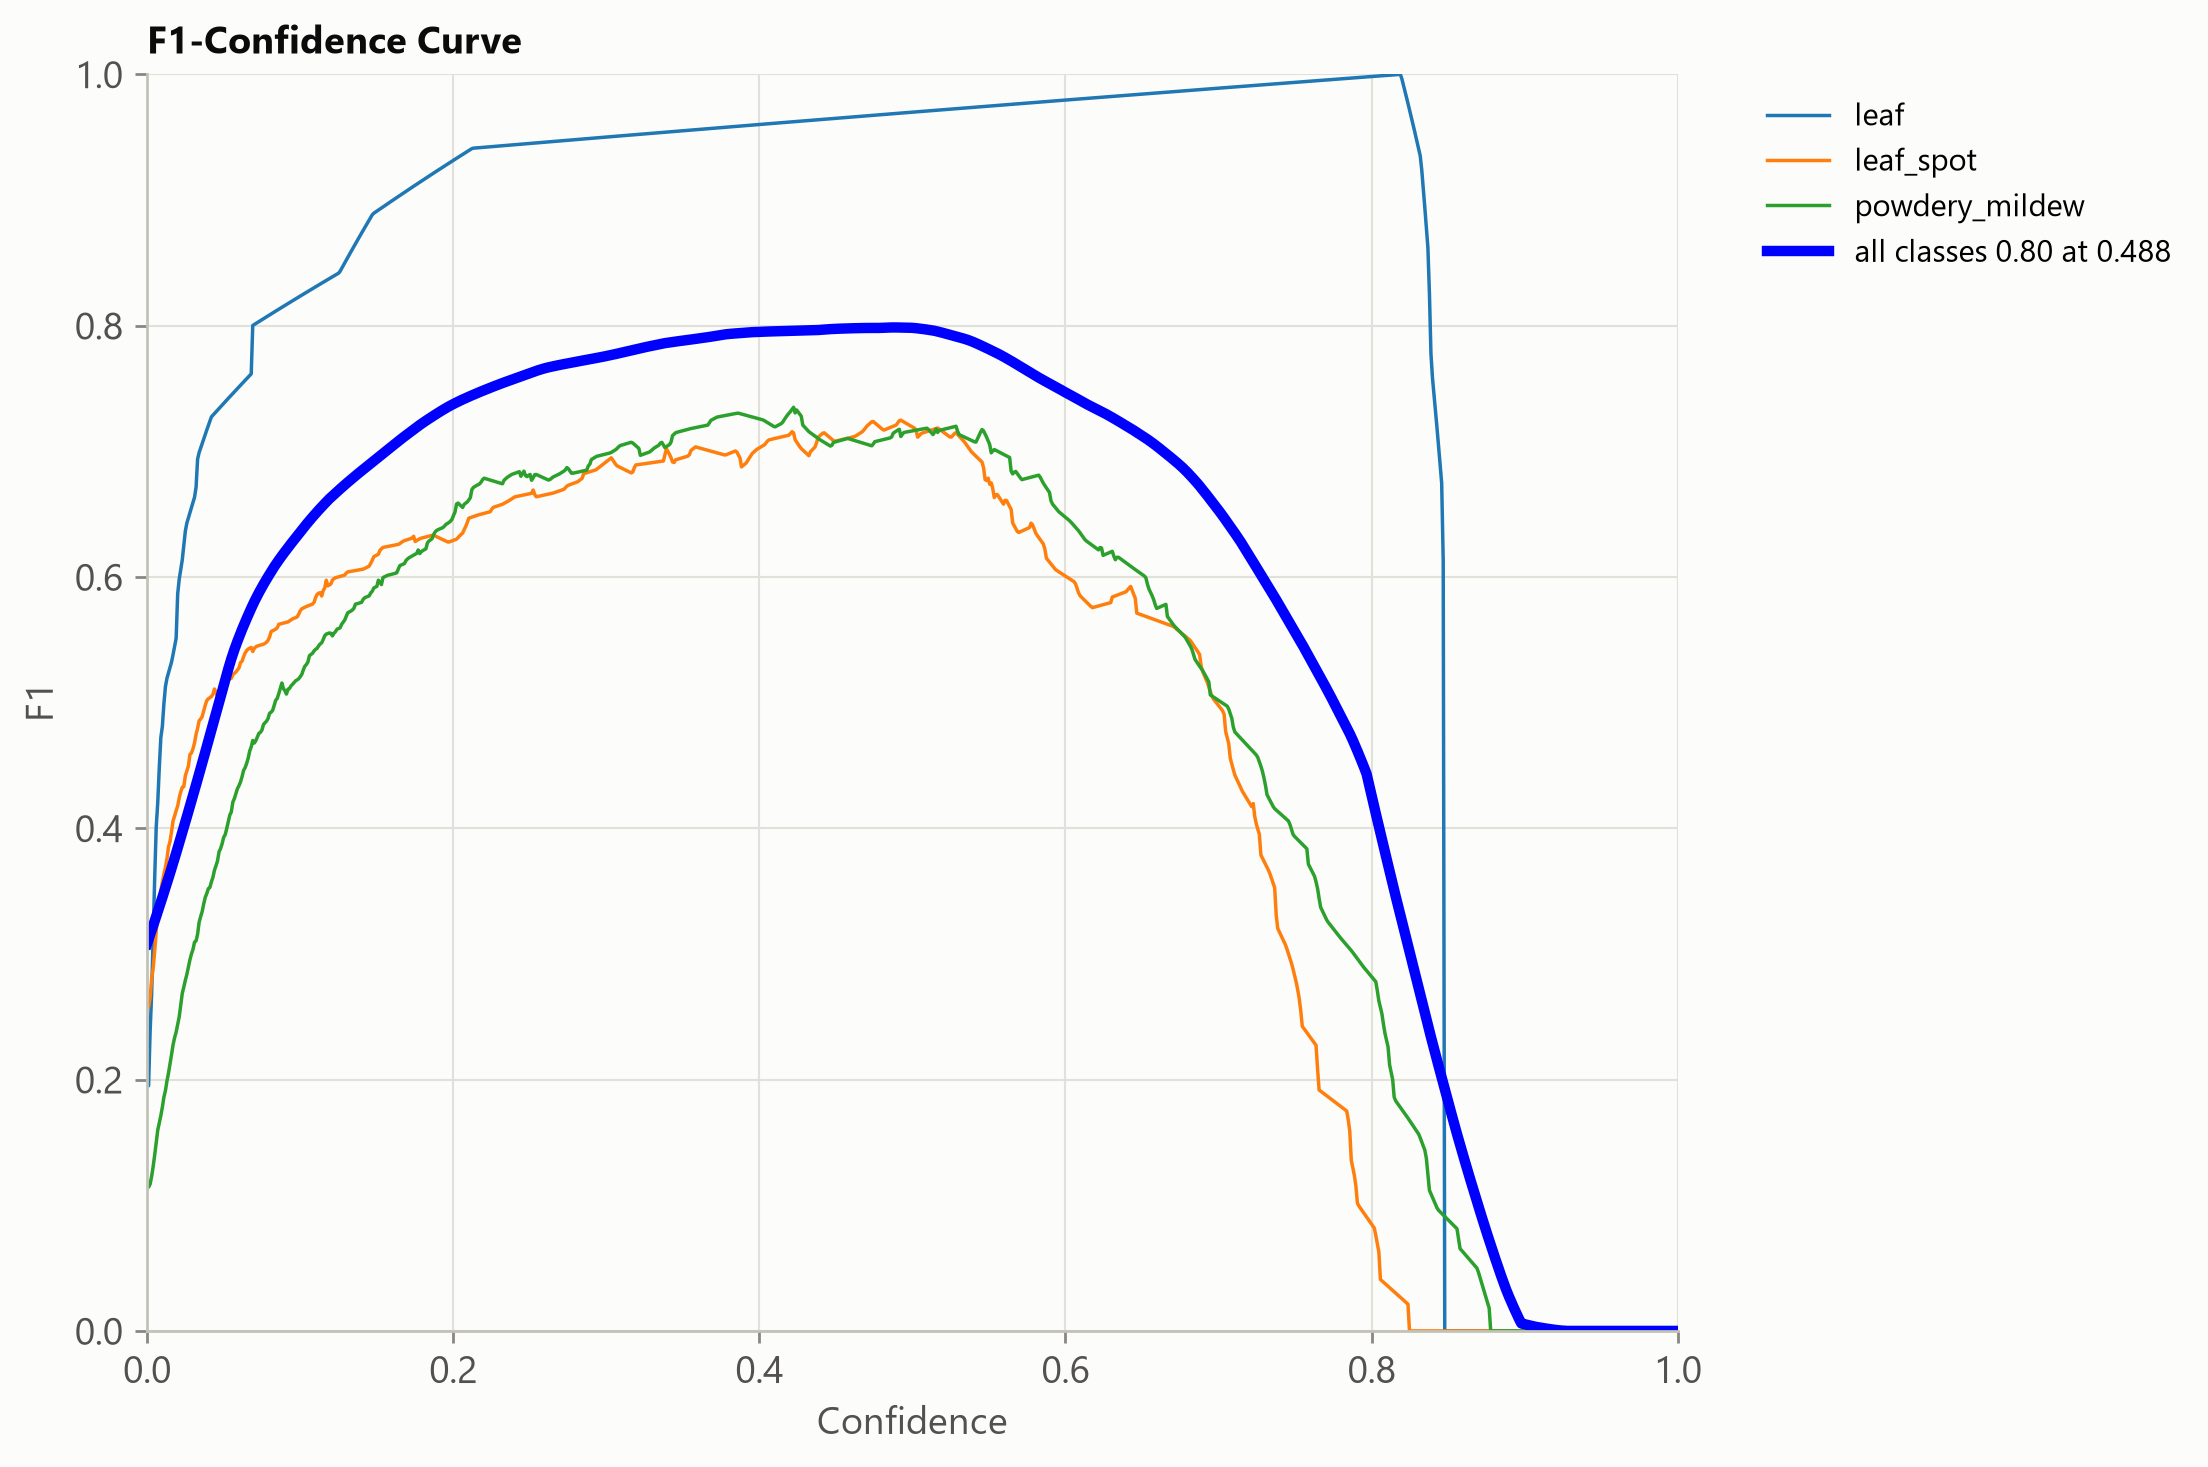 F1-Confidence Curve
1.0
0.8
0.6
0.4
0.2
0.0
F1
0.0 0.2 0.4 0.6 0.8 1.0
Confidence
leaf
leaf_spot
powdery_mildew
all classes 0.80 at 0.488